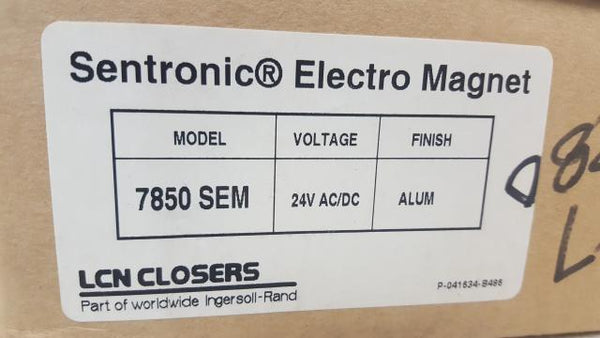 Sentronic® Electro Magnet
MODEL VOLTAGE FINISH
7850 SEM 24V AC/DC ALUM
LCN CLOSERS
Part of worldwide Ingersoll-Rand
P-041634-B486